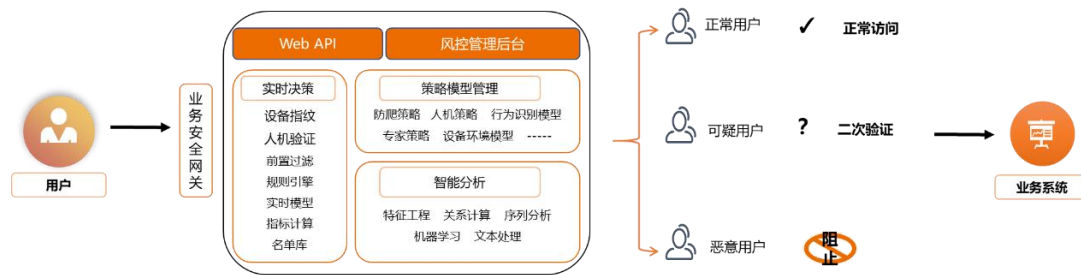 用户
业务安全网关
Web API
风控管理后台
实时决策
设备指纹
人机验证
前置过滤
规则引擎
实时模型
指标计算
名单库
策略模型管理
防爬策略 人机策略 行为识别模型
专家策略 设备环境模型 -----
智能分析
特征工程 关系计算 序列分析
机器学习 文本处理
正常用户 ✓ 正常访问
可疑用户 ? 二次验证
恶意用户 阻止
业务系统